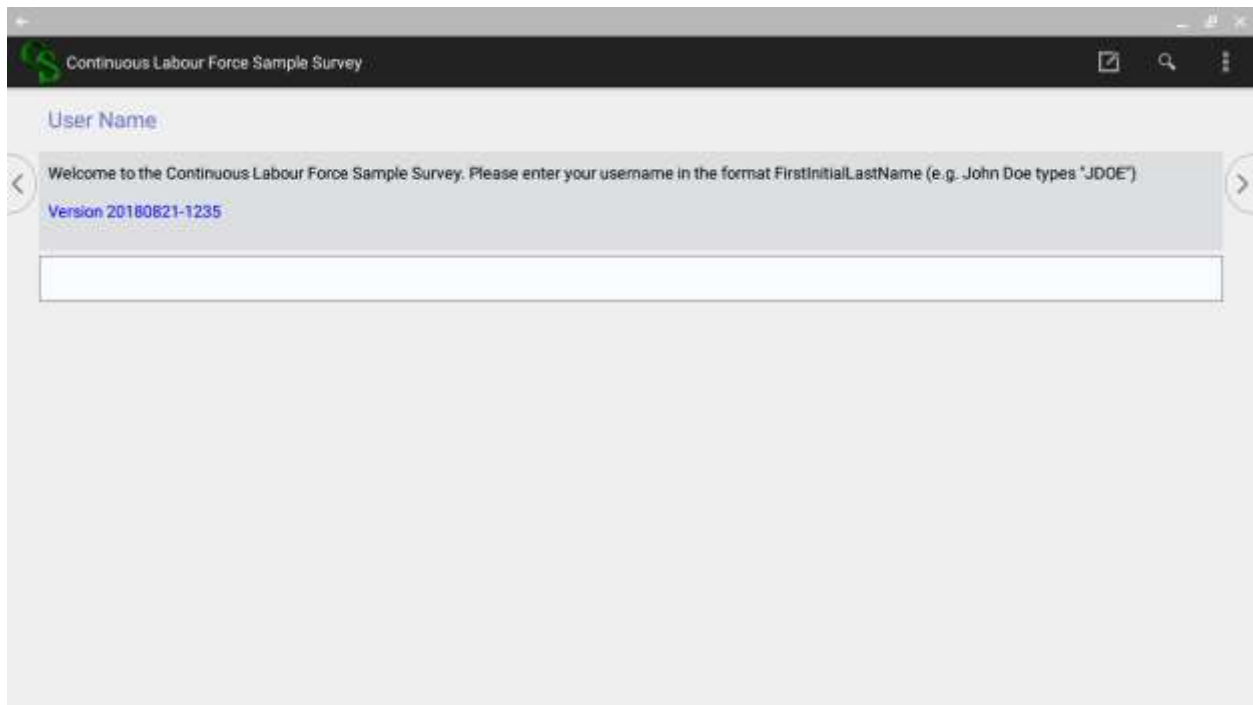 CS
Continuous Labour Force Sample Survey
User Name
Welcome to the Continuous Labour Force Sample Survey. Please enter your username in the format FirstInitialLastName (e.g. John Doe types "JDOE")
Version 20180821-1235